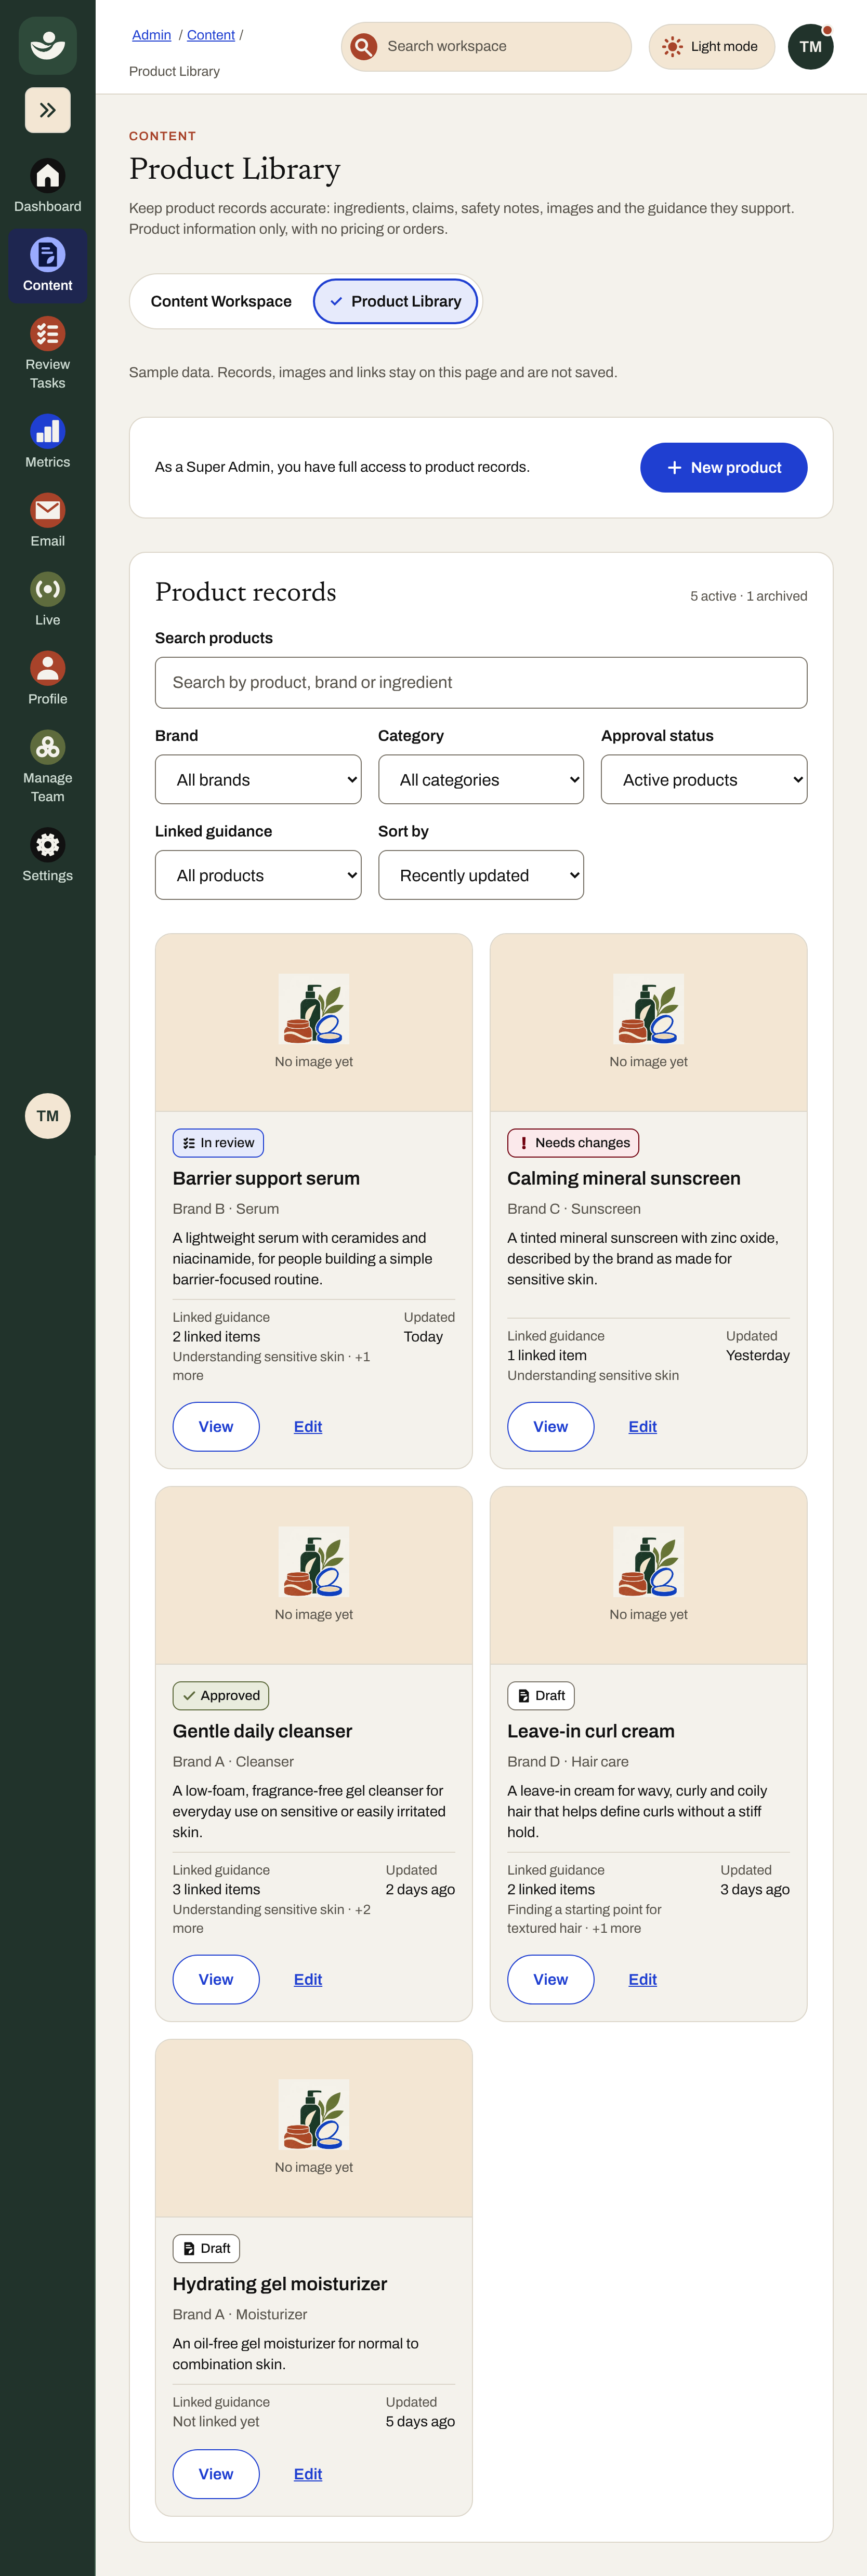 Admin / Content /
Product Library
Search workspace
Light mode
TM
Dashboard
Content
Review
Tasks
Metrics
Email
Live
Profile
Manage
Team
Settings
TM
CONTENT
Product Library
Keep product records accurate: ingredients, claims, safety notes, images and the guidance they support.
Product information only, with no pricing or orders.
Content Workspace
Product Library
Sample data. Records, images and links stay on this page and are not saved.
As a Super Admin, you have full access to product records.
New product
Product records
5 active · 1 archived
Search products
Search by product, brand or ingredient
Brand
Category
Approval status
All brands
All categories
Active products
Linked guidance
Sort by
All products
Recently updated
No image yet
In review
Barrier support serum
Brand B · Serum
A lightweight serum with ceramides and
niacinamide, for people building a simple
barrier-focused routine.
Linked guidance
2 linked items
Understanding sensitive skin · +1
more
Updated
Today
View
Edit
No image yet
Needs changes
Calming mineral sunscreen
Brand C · Sunscreen
A tinted mineral sunscreen with zinc oxide,
described by the brand as made for
sensitive skin.
Linked guidance
1 linked item
Understanding sensitive skin
Updated
Yesterday
View
Edit
No image yet
Approved
Gentle daily cleanser
Brand A · Cleanser
A low-foam, fragrance-free gel cleanser for
everyday use on sensitive or easily irritated
skin.
Linked guidance
3 linked items
Understanding sensitive skin · +2
more
Updated
2 days ago
View
Edit
No image yet
Draft
Leave-in curl cream
Brand D · Hair care
A leave-in cream for wavy, curly and coily
hair that helps define curls without a stiff
hold.
Linked guidance
2 linked items
Finding a starting point for
textured hair · +1 more
Updated
3 days ago
View
Edit
No image yet
Draft
Hydrating gel moisturizer
Brand A · Moisturizer
An oil-free gel moisturizer for normal to
combination skin.
Linked guidance
Not linked yet
Updated
5 days ago
View
Edit